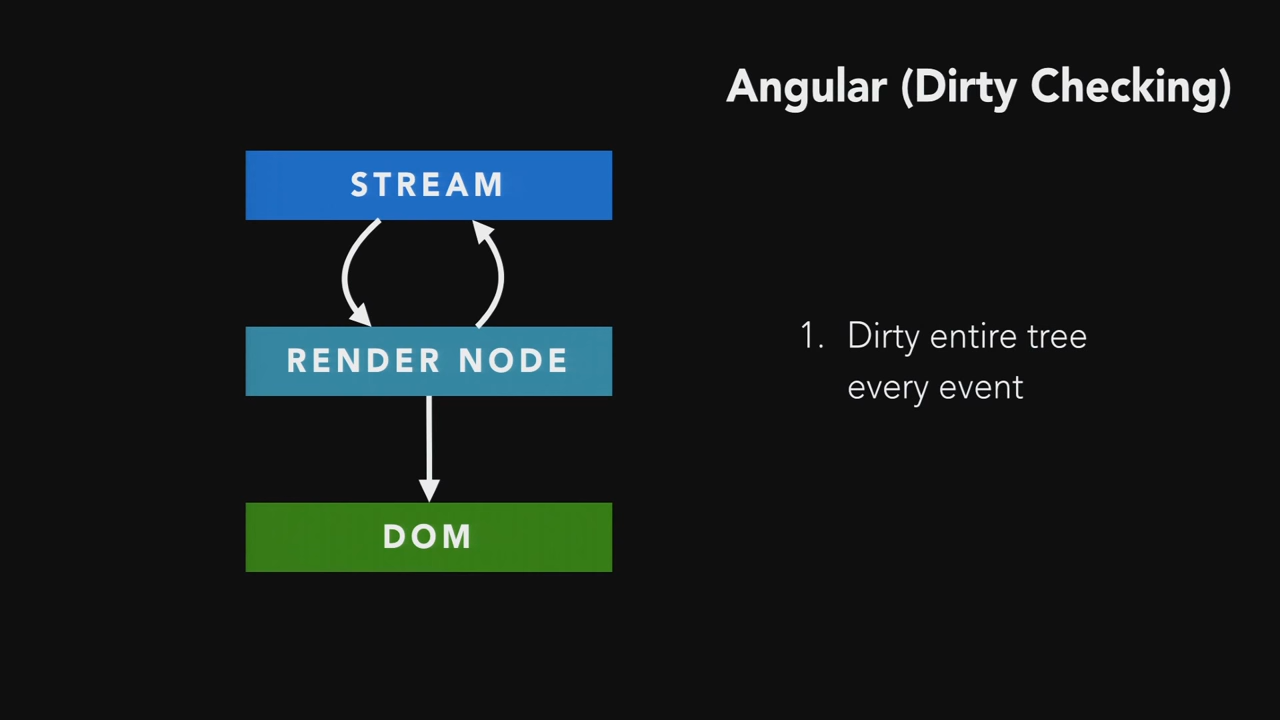 Angular (Dirty Checking)
STREAM
RENDER NODE
DOM
1. Dirty entire tree
every event